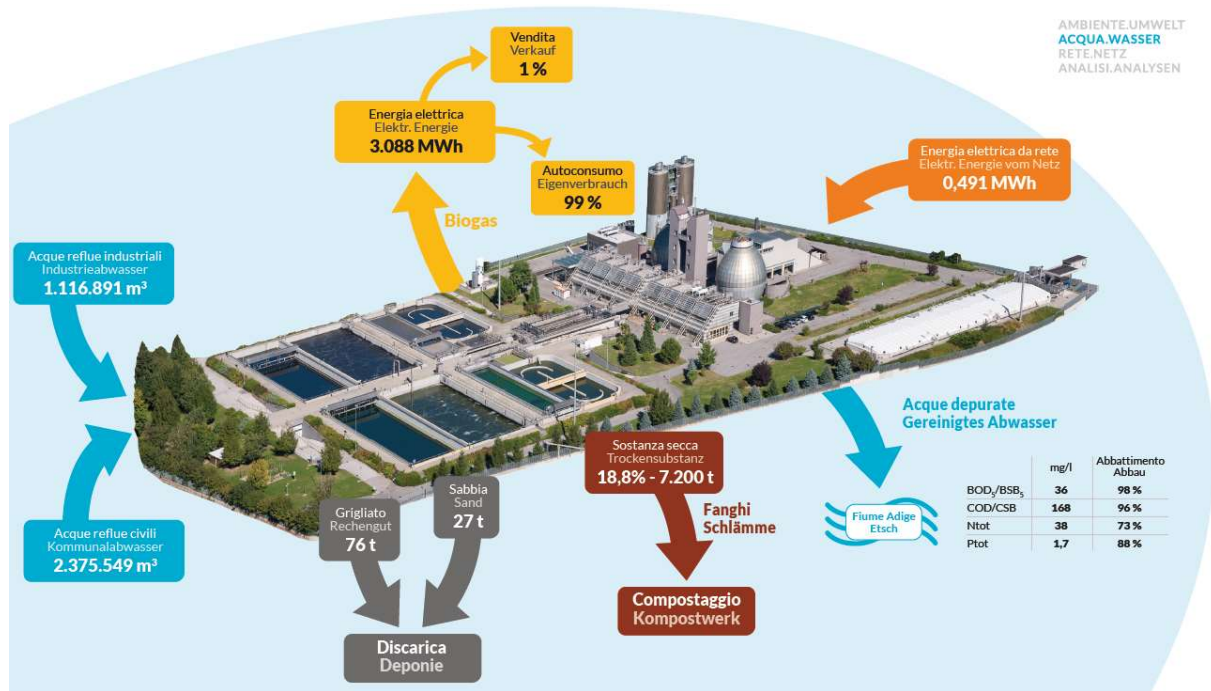 AMBIENTE.UMWELT
ACQUA.WASSER
RETE.NETZ
ANALISI.ANALYSEN
Vendita
Verkauf
1 %
Energia elettrica
Elektr. Energie
3.088 MWh
Autoconsumo
Eigenverbrauch
99 %
Biogas
Energia elettrica da rete
Elektr. Energie vom Netz
0,491 MWh
Acque reflue industriali
Industrieabwasser
1.116.891 m³
Acque reflue civili
Kommunalabwasser
2.375.549 m³
Grigliato
Rechengut
76 t
Sabbia
Sand
27 t
Discarica
Deponie
Sostanza secca
Trockensubstanz
18,8% - 7.200 t
Fanghi
Schlämme
Compostaggio
Kompostwerk
Acque depurate
Gereinigtes Abwasser
Fiume Adige
Etsch
mg/l Abbattimento
Abbau
BOD₅/BSB₅ 36 98 %
COD/CSB 168 96 %
Ntot 38 73 %
Ptot 1,7 88 %